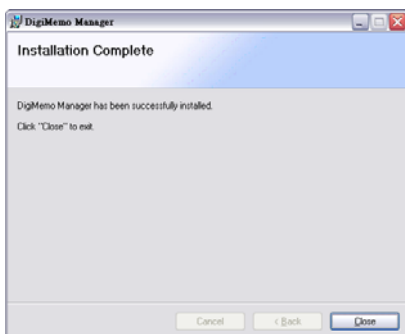 DigiMemo Manager
Installation Complete
DigiMemo Manager has been successfully installed.
Click "Close" to exit.
Cancel < Back Close